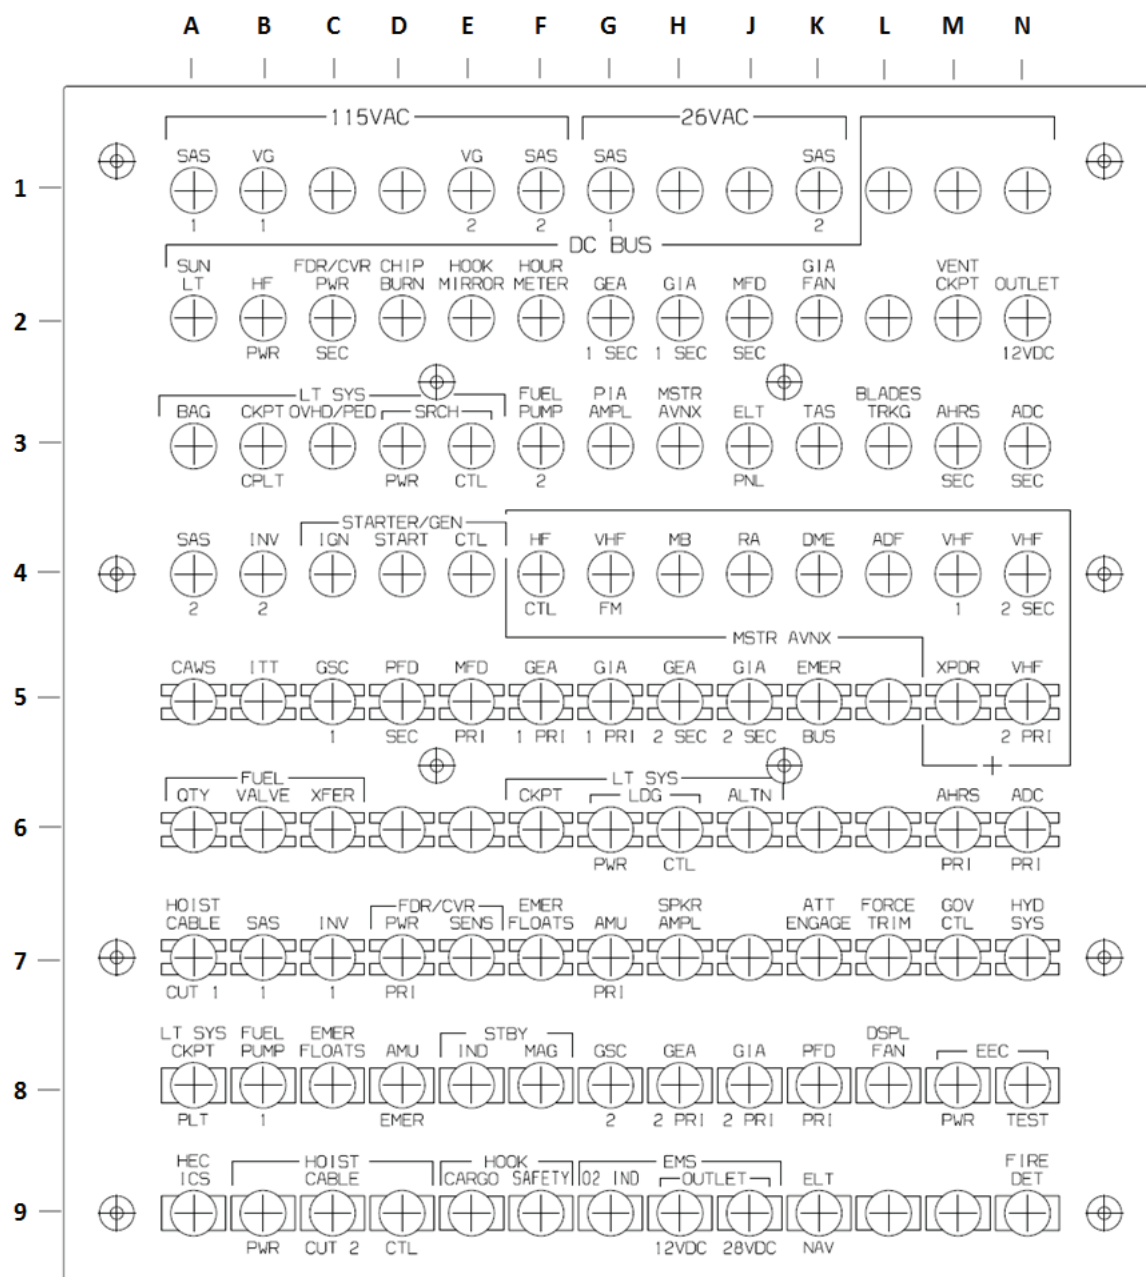 A B C D E F G H J K L M N
115VAC 26VAC
SAS VG VG SAS SAS SAS
1
1 1 2 2 1 2
DC BUS
SUN FDR/CVR CHIP HOOK HOUR GIA VENT
LT HF PWR BURN MIRROR METER GEA GIA MFD FAN CKPT OUTLET
2
PWR SEC 1 SEC 1 SEC SEC 12VDC
LT SYS FUEL PIA MSTR BLADES
BAG CKPT OVHD/PED SRCH PUMP AMPL AVNX ELT TAS TRKG AHRS ADC
3
CPLT PWR CTL 2 PNL SEC SEC
STARTER/GEN
SAS INV IGN START CTL HF VHF MB RA DME ADF VHF VHF
4
2 2 CTL FM 1 2 SEC
MSTR AVNX
CAWS ITT GSC PFD MFD GEA GIA GEA GIA EMER XPDR VHF
5
1 SEC PRI 1 PRI 1 PRI 2 SEC 2 SEC BUS 2 PRI
FUEL LT SYS
QTY VALVE XFER CKPT LDG ALTN AHRS ADC
6
PWR CTL PRI PRI
HOIST FDR/CVR EMER SPKR ATT FORCE GOV HYD
CABLE SAS INV PWR SENS FLOATS AMU AMPL ENGAGE TRIM CTL SYS
7
CUT 1 1 1 PRI PRI
LT SYS FUEL EMER STBY DSPL
CKPT PUMP FLOATS AMU IND MAG GSC GEA GIA PFD FAN EEC
8
PLT 1 EMER 2 2 PRI 2 PRI PRI PWR TEST
HEC HOIST HOOK EMS FIRE
ICS CABLE CARGO SAFETY O2 IND OUTLET ELT DET
9
PWR CUT 2 CTL 12VDC 28VDC NAV